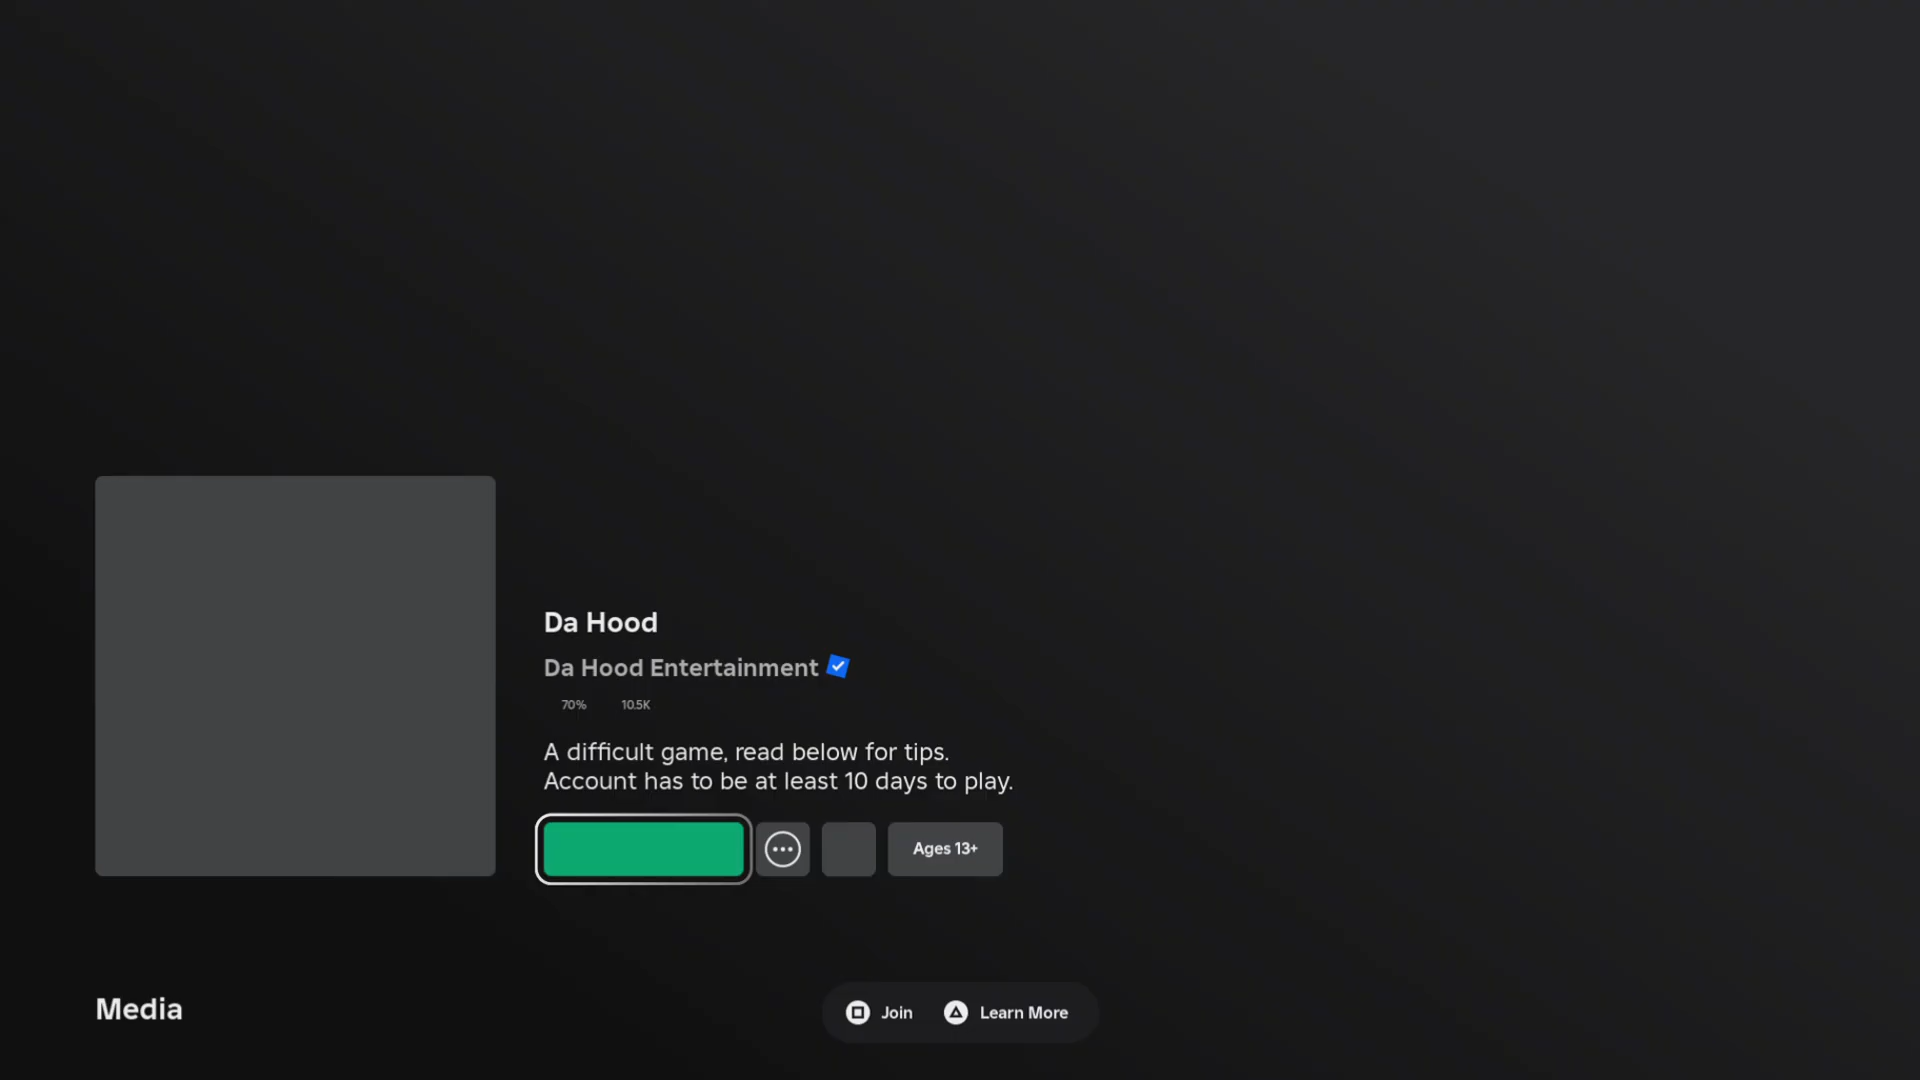 Da Hood
Da Hood Entertainment
70% 10.5K
A difficult game, read below for tips.
Account has to be at least 10 days to play.
Ages 13+
Media
Join Learn More